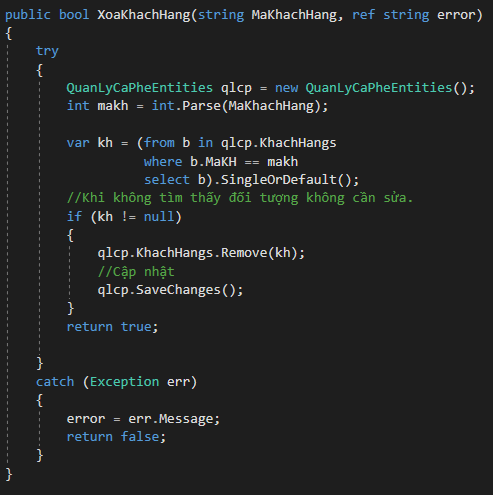 public bool XoaKhachHang(string MaKhachHang, ref string error)
{
try
{
QuanLyCaPheEntities qlcp = new QuanLyCaPheEntities();
int makh = int.Parse(MaKhachHang);
var kh = (from b in qlcp.KhachHangs
where b.MaKH == makh
select b).SingleOrDefault();
//Khi không tìm thấy đối tượng không cần sửa.
if (kh != null)
{
qlcp.KhachHangs.Remove(kh);
//Cập nhật
qlcp.SaveChanges();
}
return true;
}
catch (Exception err)
{
error = err.Message;
return false;
}
}